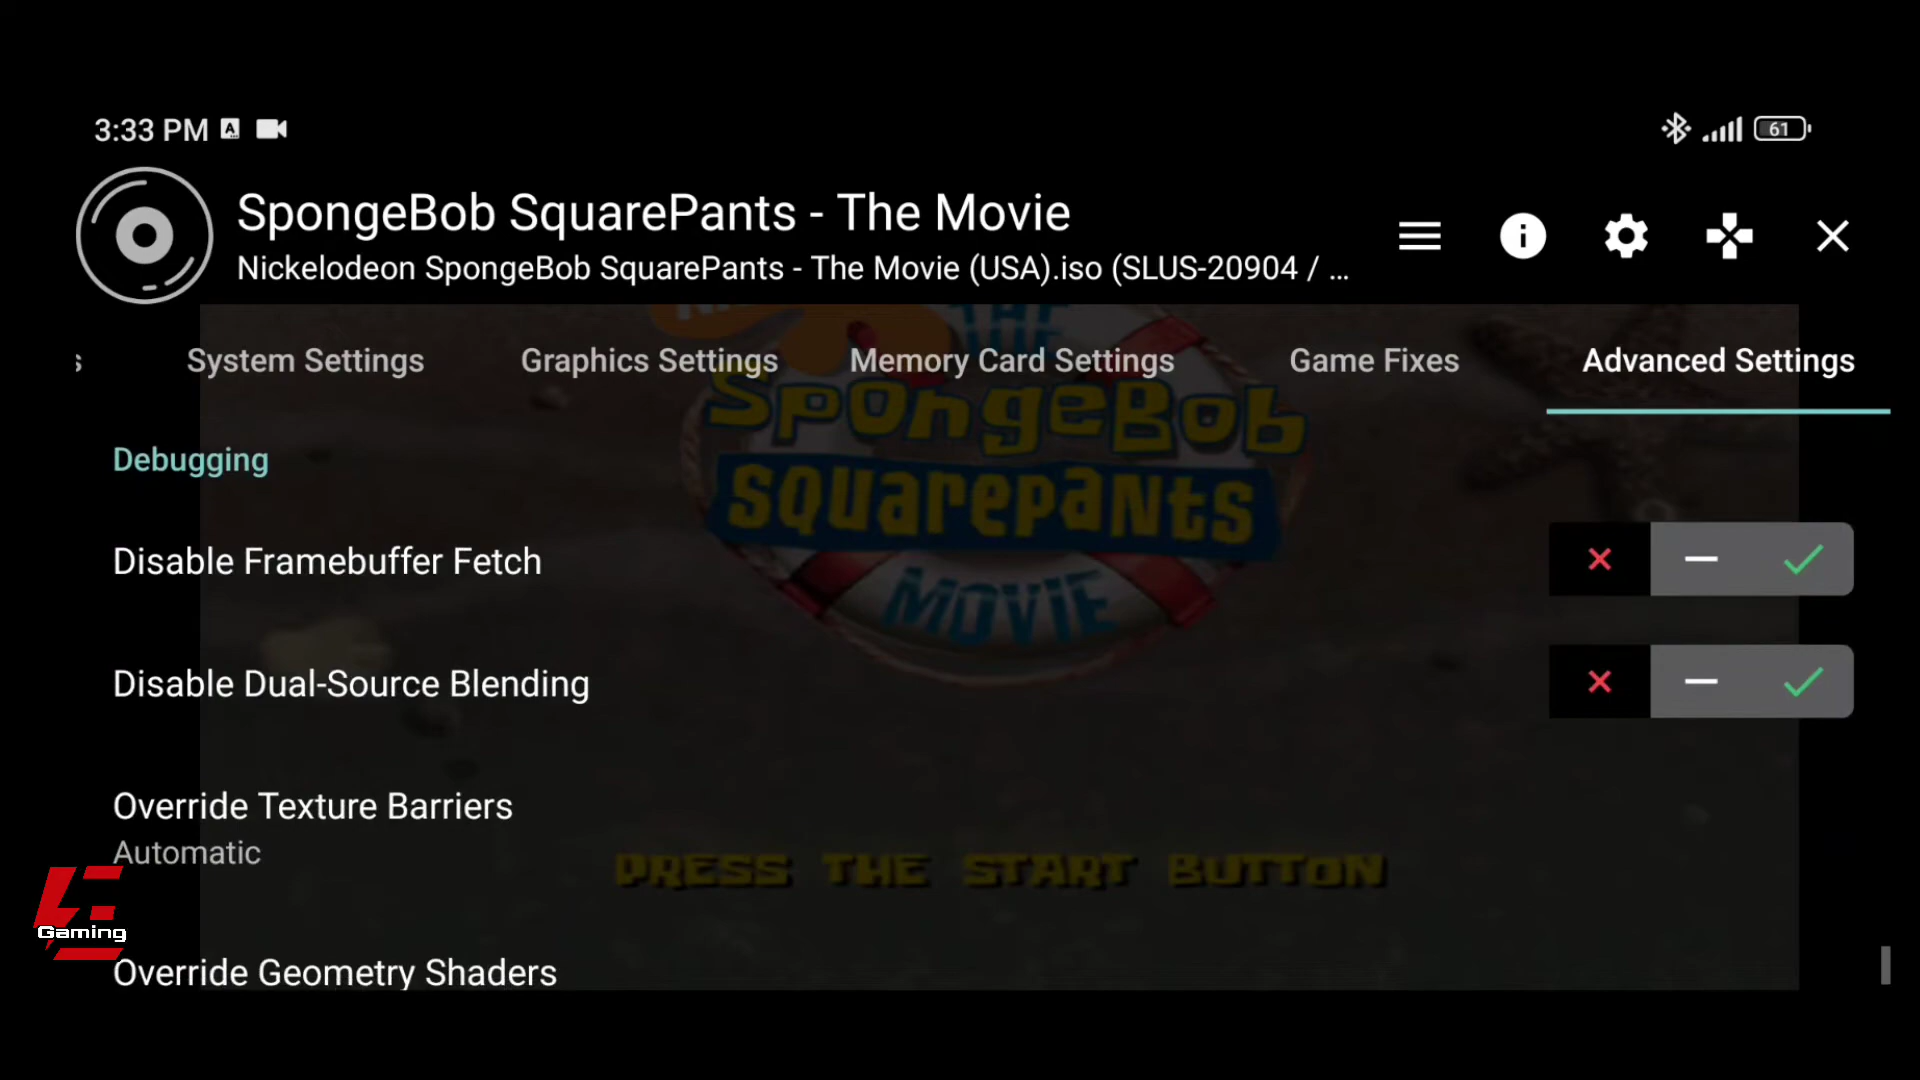 3:33 PM A
61
SpongeBob SquarePants - The Movie
Nickelodeon SpongeBob SquarePants - The Movie (USA).iso (SLUS-20904 / ...
s System Settings Graphics Settings Memory Card Settings Game Fixes Advanced Settings
THE
SpongeBob
SquarePants
MOVIE
Debugging
Disable Framebuffer Fetch
Disable Dual-Source Blending
Override Texture Barriers
Automatic
PRESS THE START BUTTON
LE
Gaming
Override Geometry Shaders